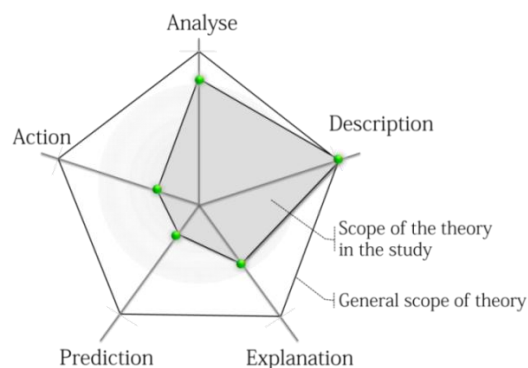 Analyse
Action
Description
Scope of the theory
in the study
General scope of theory
Prediction
Explanation